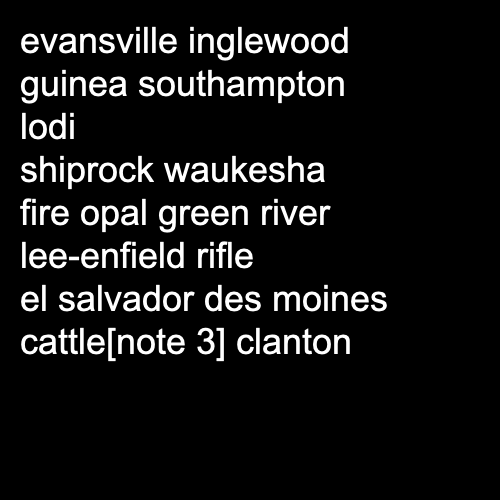 evansville inglewood
guinea southampton
lodi
shiprock waukesha
fire opal green river
lee-enfield rifle
el salvador des moines
cattle[note 3] clanton